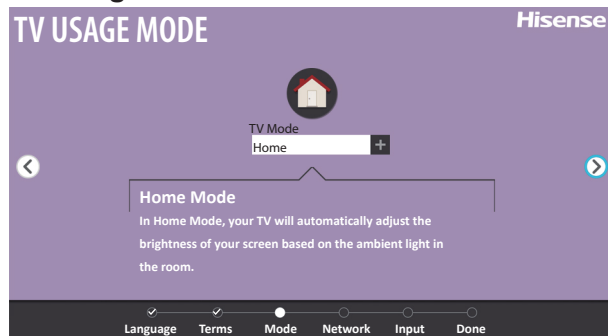 TV USAGE MODE
Hisense
TV Mode
Home
Home Mode
In Home Mode, your TV will automatically adjust the
brightness of your screen based on the ambient light in
the room.
Language Terms Mode Network Input Done